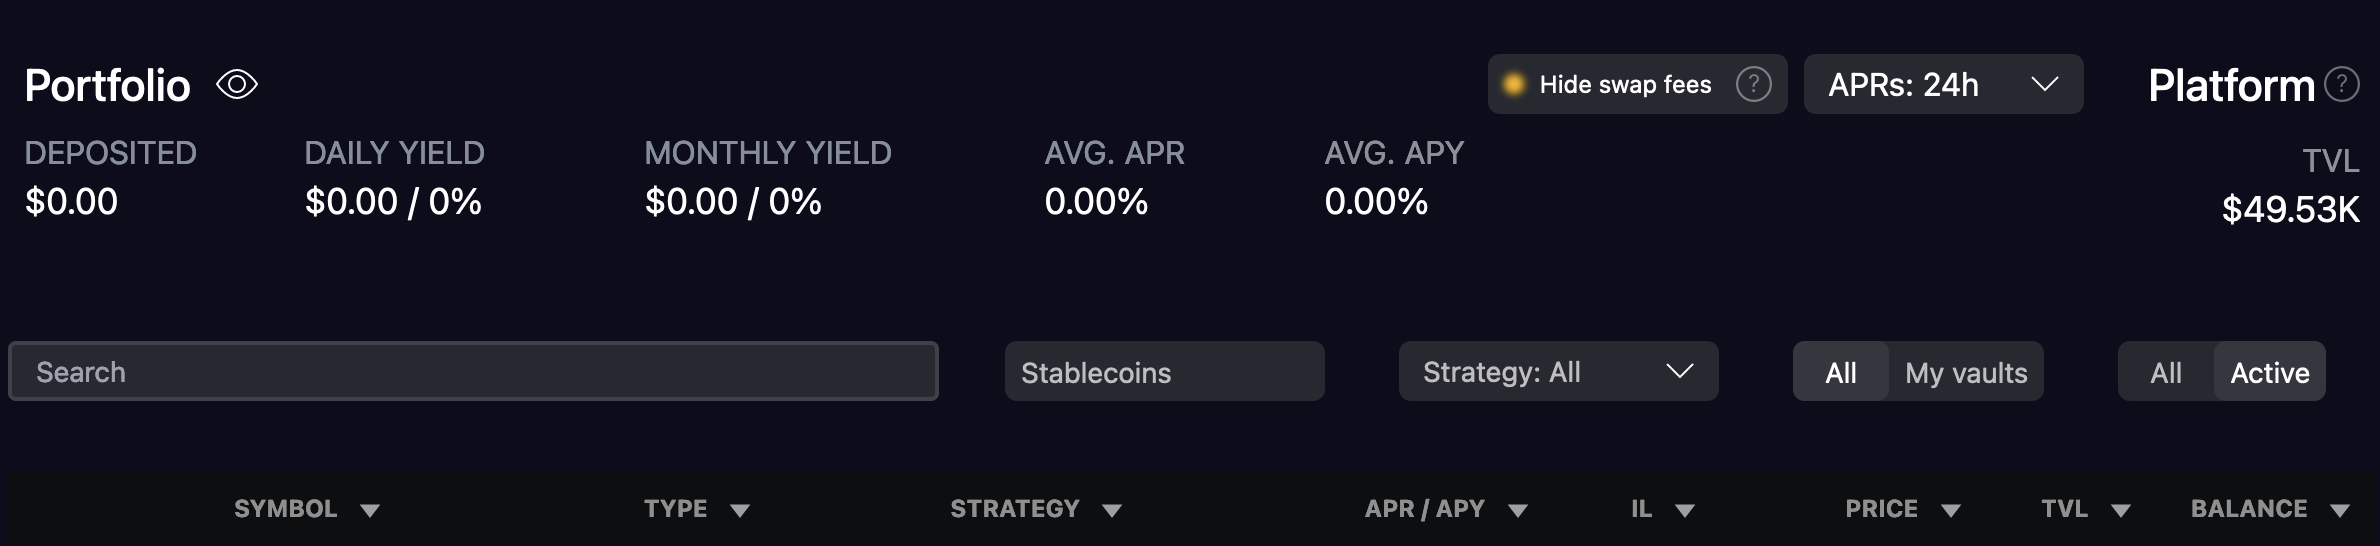 Portfolio
Hide swap fees ?
APRs: 24h
Platform ?
DEPOSITED
$0.00
DAILY YIELD
$0.00 / 0%
MONTHLY YIELD
$0.00 / 0%
AVG. APR
0.00%
AVG. APY
0.00%
TVL
$49.53K
Search
Stablecoins
Strategy: All
All My vaults
All Active
SYMBOL TYPE STRATEGY APR / APY IL PRICE TVL BALANCE